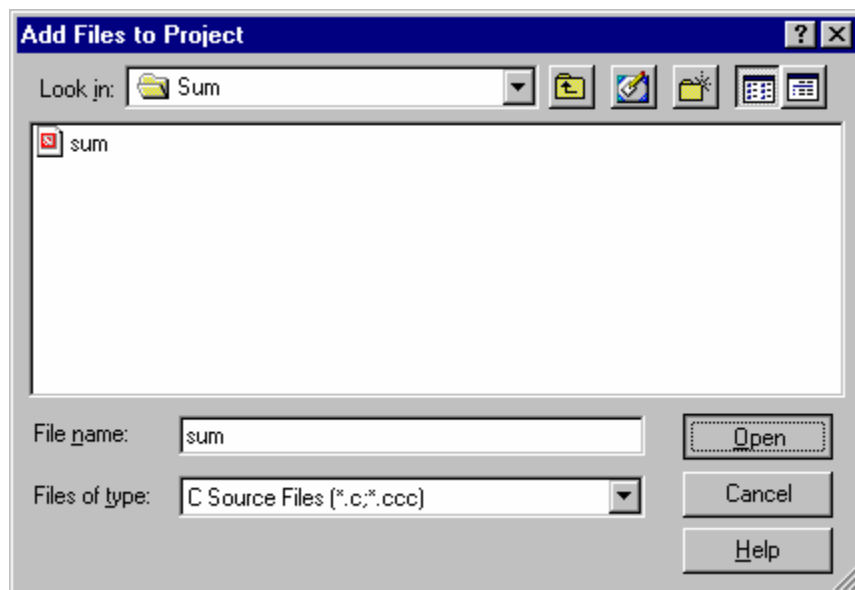 Add Files to Project
Look in: Sum
sum
File name: sum Open
Files of type: C Source Files (*.c;*.ccc) Cancel
Help